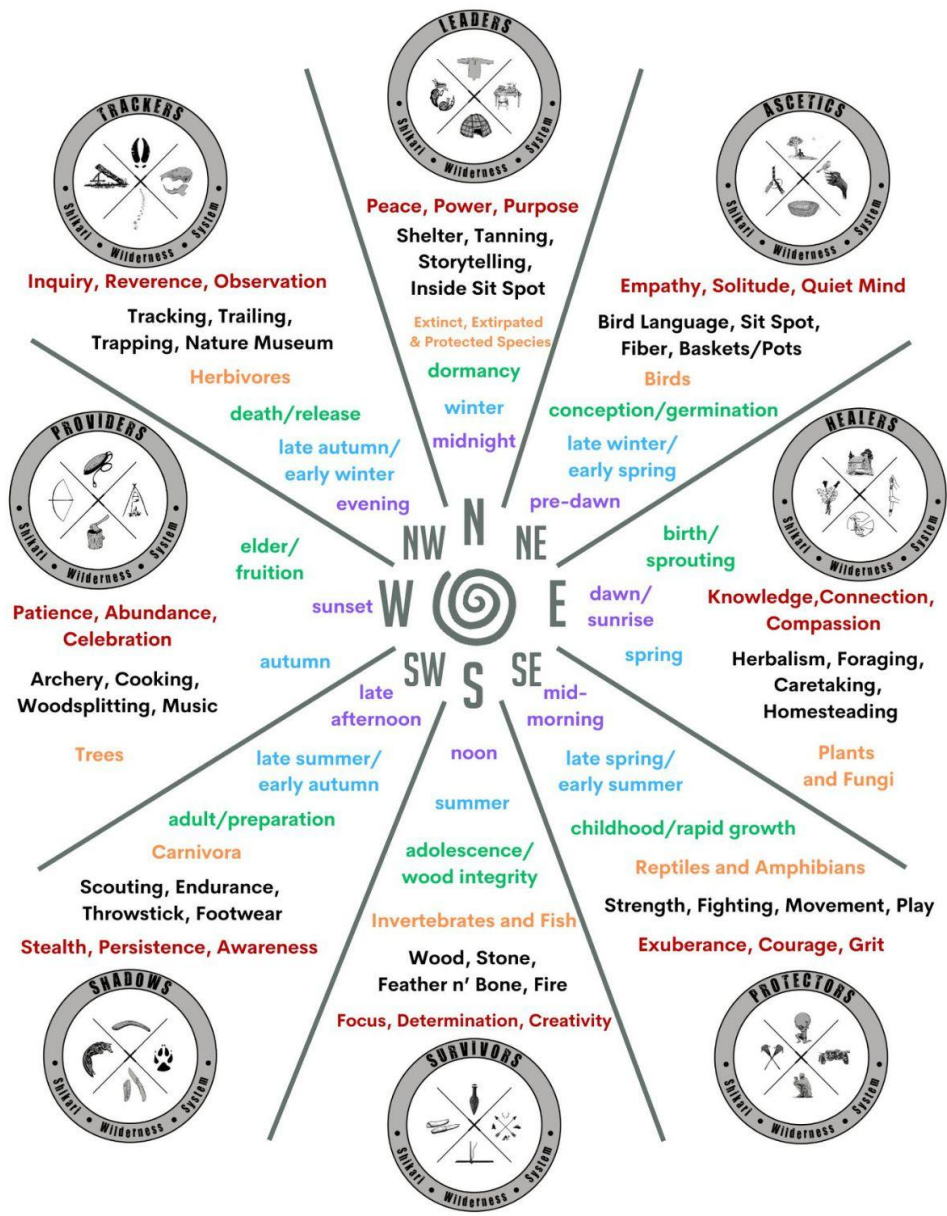 LEADERS
Shikari • Wilderness • System
Peace, Power, Purpose
Shelter, Tanning,
Storytelling,
Inside Sit Spot
Extinct, Extirpated
& Protected Species
dormancy
winter
midnight
N
ASCETICS
Shikari • Wilderness • System
Empathy, Solitude, Quiet Mind
Bird Language, Sit Spot,
Fiber, Baskets/Pots
Birds
conception/germination
late winter/
early spring
pre-dawn
NE
HEALERS
Shikari • Wilderness • System
Knowledge,Connection,
Compassion
Herbalism, Foraging,
Caretaking,
Homesteading
Plants
and Fungi
birth/
sprouting
dawn/
sunrise
spring
E
SE
mid-
morning
late spring/
early summer
childhood/rapid growth
Reptiles and Amphibians
Strength, Fighting, Movement, Play
Exuberance, Courage, Grit
PROTECTORS
Shikari • Wilderness • System
S
noon
summer
adolescence/
wood integrity
Invertebrates and Fish
Wood, Stone,
Feather n' Bone, Fire
Focus, Determination, Creativity
SURVIVORS
Shikari • Wilderness • System
SW
late
afternoon
late summer/
early autumn
adult/preparation
Carnivora
Scouting, Endurance,
Throwstick, Footwear
Stealth, Persistence, Awareness
SHADOWS
Shikari • Wilderness • System
PROVIDERS
Shikari • Wilderness • System
Patience, Abundance,
Celebration
Archery, Cooking,
Woodsplitting, Music
Trees
elder/
fruition
sunset
autumn
W
TRACKERS
Shikari • Wilderness • System
Inquiry, Reverence, Observation
Tracking, Trailing,
Trapping, Nature Museum
Herbivores
death/release
late autumn/
early winter
evening
NW